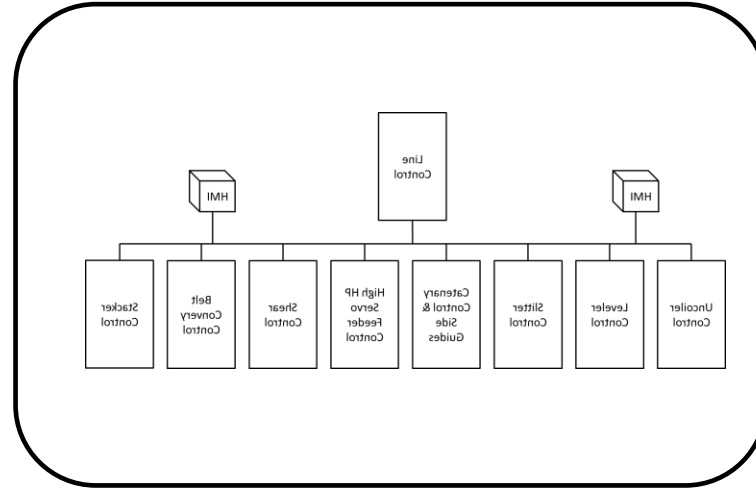 Line
Control
HMI
HMI
Uncoiler
Control
Leveler
Control
Slitter
Control
Catenary
Control &
Side
Guides
High HP
Servo
Feeder
Control
Shear
Control
Belt
Convery
Control
Stacker
Control